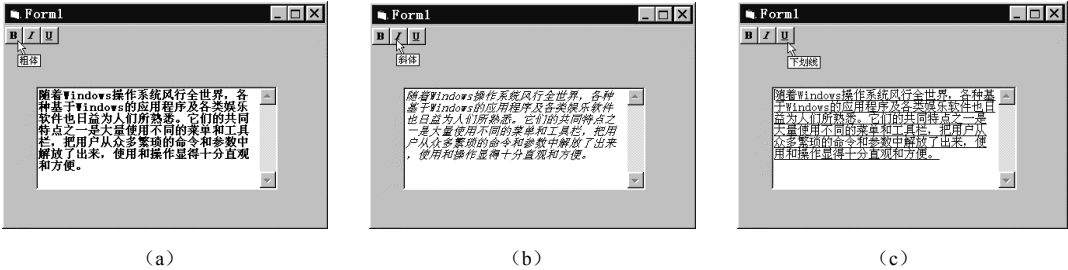 Form1
B I U
粗体
随着Windows操作系统风行全世界，各
种基于Windows的应用程序及各类娱乐
软件也日益为人们所熟悉。它们的共同
特点之一是大量使用不同的菜单和工具
栏，把用户从众多繁琐的命令和参数中
解放了出来，使用和操作显得十分直观
和方便。
(a)
Form1
B I U
斜体
随着Windows操作系统风行全世界，各种
基于Windows的应用程序及各类娱乐软件
也日益为人们所熟悉。它们的共同特点之
一是大量使用不同的菜单和工具栏，把用
户从众多繁琐的命令和参数中解放了出来
，使用和操作显得十分直观和方便。
(b)
Form1
B I U
下划线
随着Windows操作系统风行全世界，各种基
于Windows的应用程序及各类娱乐软件也日
益为人们所熟悉。它们的共同特点之一是
大量使用不同的菜单和工具栏，把用户从
众多繁琐的命令和参数中解放了出来，使
用和操作显得十分直观和方便。
(c)